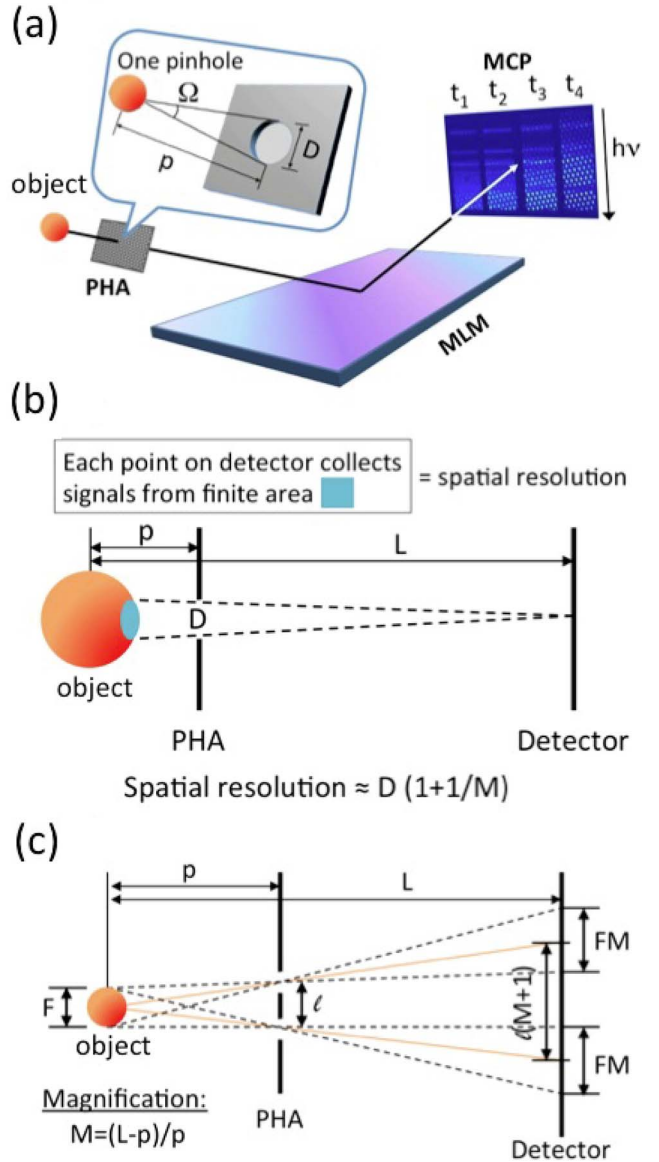 (a)
One pinhole
Ω
D
p
object
PHA
MLM
MCP
t1 t2 t3 t4
hν
(b)
Each point on detector collects
signals from finite area
= spatial resolution
p
L
D
object
PHA
Detector
Spatial resolution ≈ D (1+1/M)
(c)
p
L
F
object
ℓ
ℓ(M+1)
FM
FM
Magnification:
M=(L-p)/p
PHA
Detector